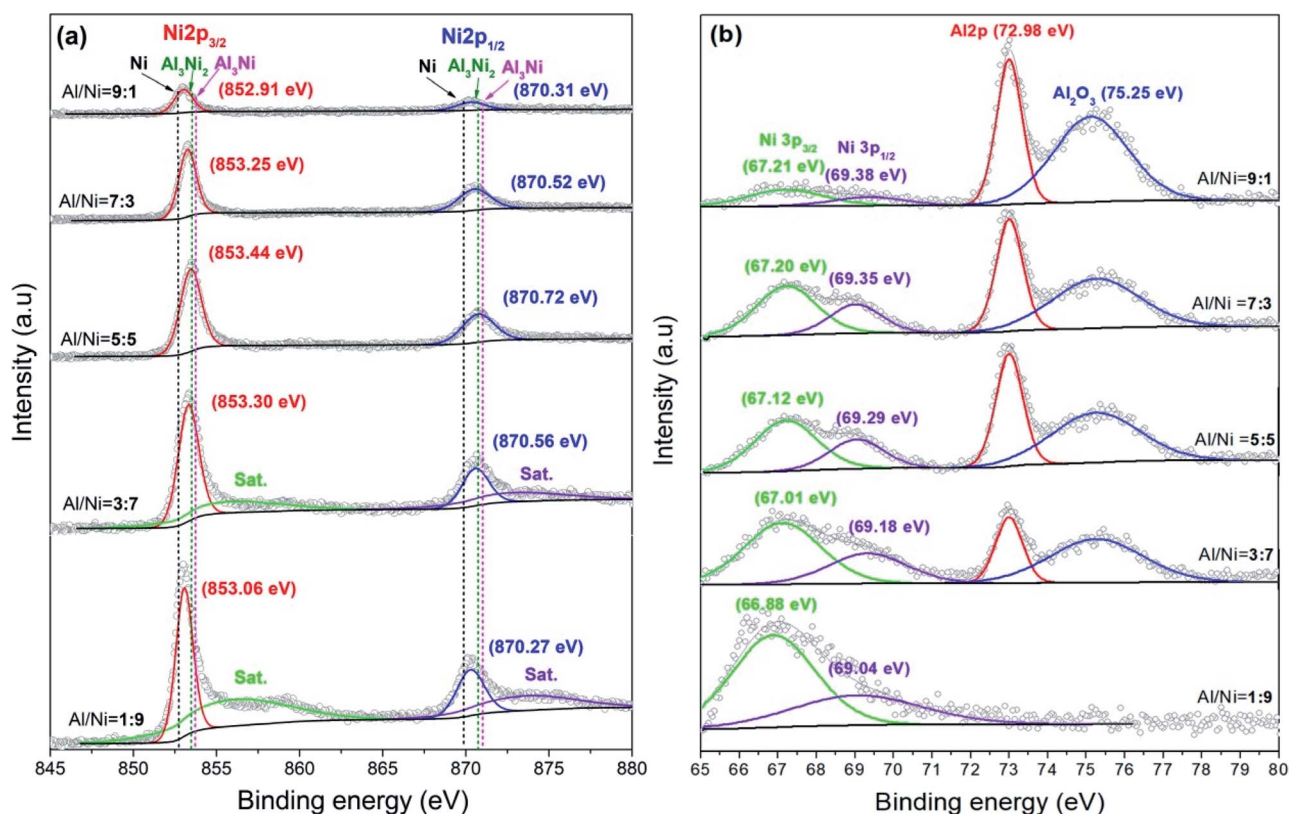 (a)
Ni2p3/2
Ni2p1/2
Ni
Al3Ni2
Al3Ni
Ni
Al3Ni2
Al3Ni
Al/Ni=9:1
(852.91 eV)
(870.31 eV)
(853.25 eV)
(870.52 eV)
Al/Ni=7:3
(853.44 eV)
(870.72 eV)
Al/Ni=5:5
(853.30 eV)
(870.56 eV)
Sat.
Sat.
Al/Ni=3:7
(853.06 eV)
(870.27 eV)
Sat.
Sat.
Al/Ni=1:9
845 850 855 860 865 870 875 880
Binding energy (eV)
Intensity (a.u)
(b)
Al2p (72.98 eV)
Al2O3 (75.25 eV)
Ni 3p3/2
(67.21 eV)
Ni 3p1/2
(69.38 eV)
Al/Ni=9:1
(67.20 eV)
(69.35 eV)
Al/Ni=7:3
(67.12 eV)
(69.29 eV)
Al/Ni =5:5
(67.01 eV)
(69.18 eV)
Al/Ni=3:7
(66.88 eV)
(69.04 eV)
Al/Ni=1:9
65 66 67 68 69 70 71 72 73 74 75 76 77 78 79 80
Binding energy (eV)
Intensity (a.u)